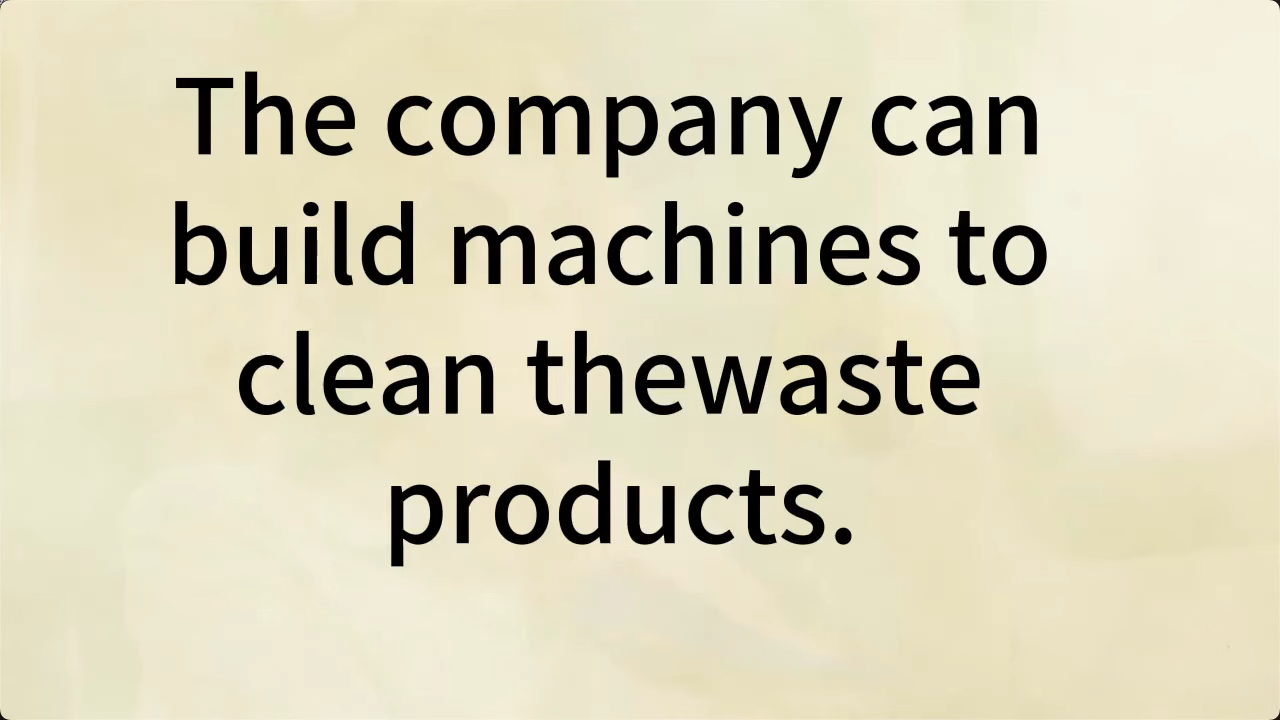 The company can
build machines to
clean thewaste
products.